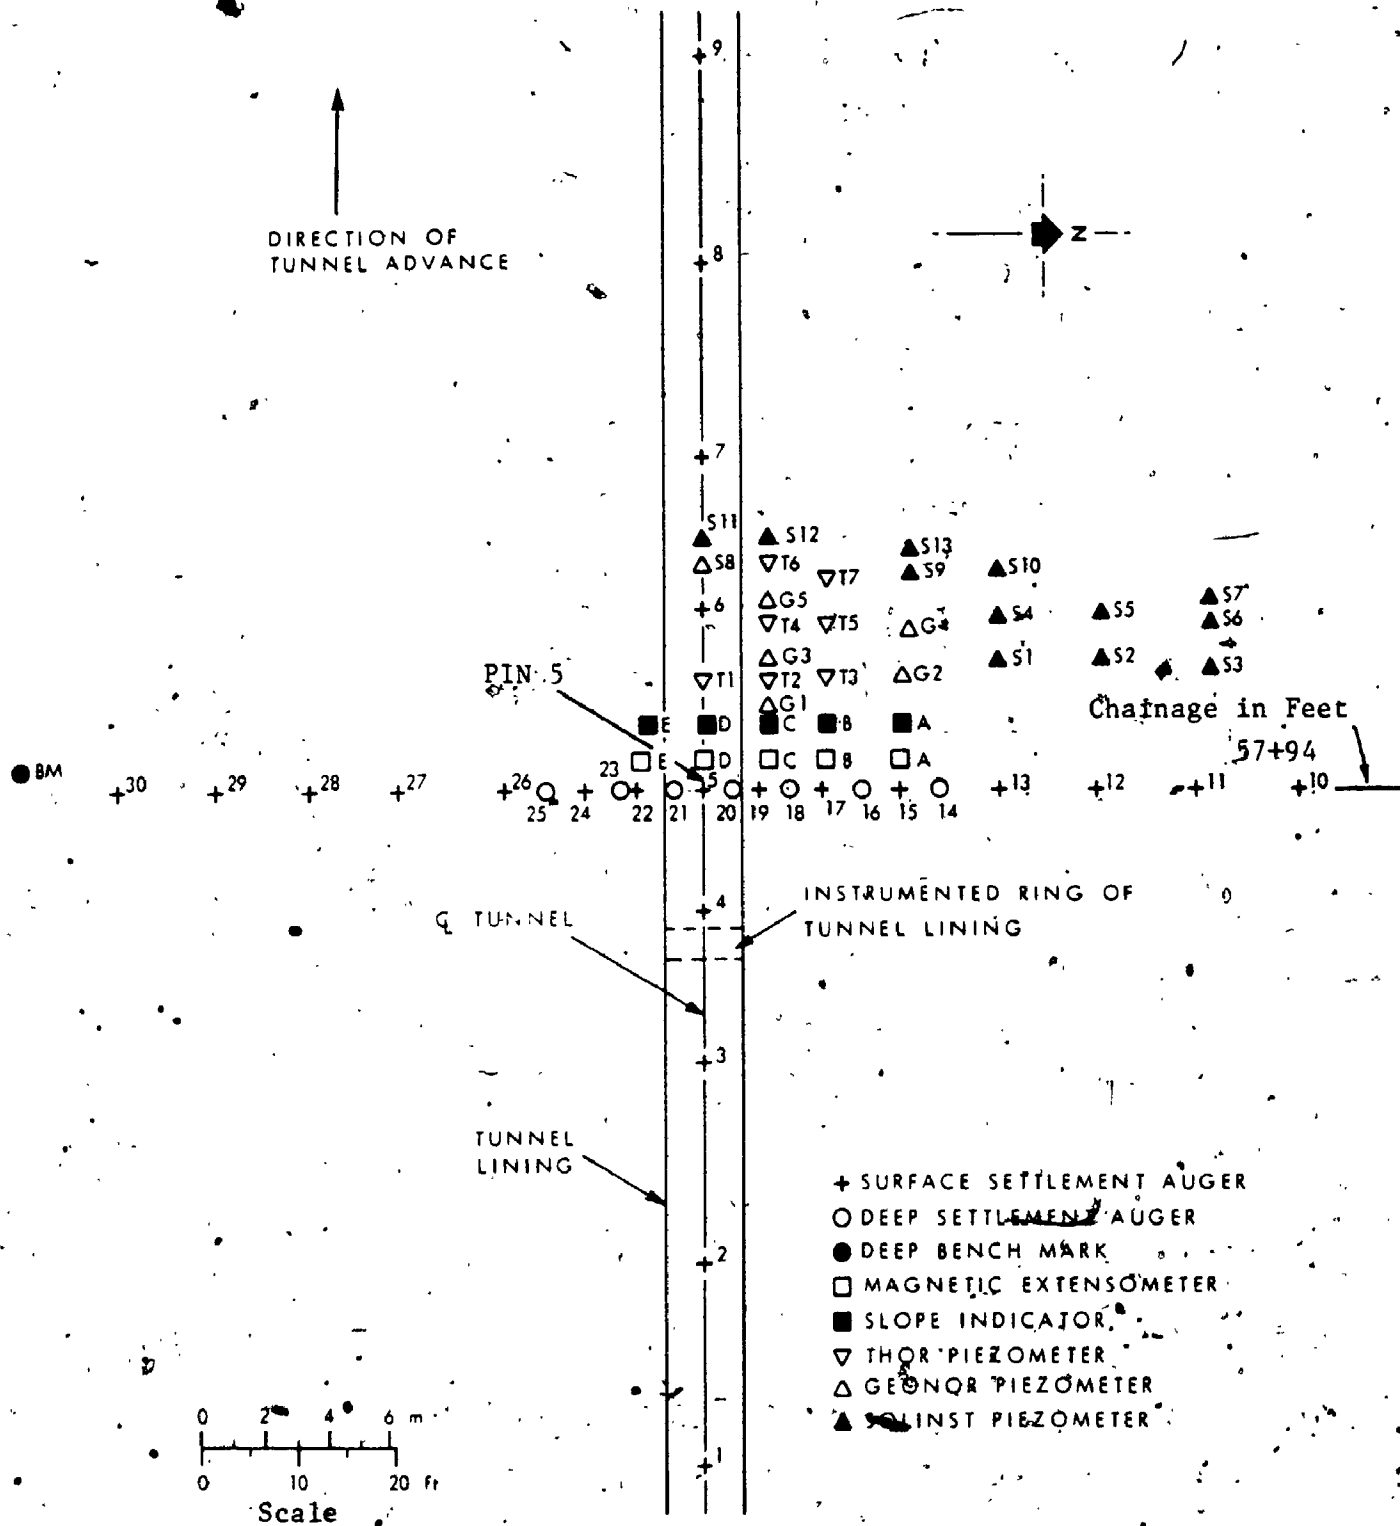 9
DIRECTION OF
TUNNEL ADVANCE
N
8
7
S11
S12
S13
S8
T6
T7
S9
S10
6
G5
S7
T4
T5
G4
S4
S5
S6
G3
S1
S2
S3
PIN 5
T1
T2
T3
G2
G1
Chainage in Feet
E
D
C
B
A
57+94
BM
E
D
C
B
A
30
29
28
27
26
23
5
13
12
11
10
25
24
22
21
20
19
18
17
16
15
14
4
INSTRUMENTED RING OF
TUNNEL LINING
℄ TUNNEL
3
TUNNEL
LINING
2
+ SURFACE SETTLEMENT AUGER
DEEP SETTLEMENT AUGER
DEEP BENCH MARK
MAGNETIC EXTENSOMETER
SLOPE INDICATOR
THOR PIEZOMETER
GEONOR PIEZOMETER
SOLINST PIEZOMETER
0 2 4 6 m
0 10 20 Ft
Scale
1